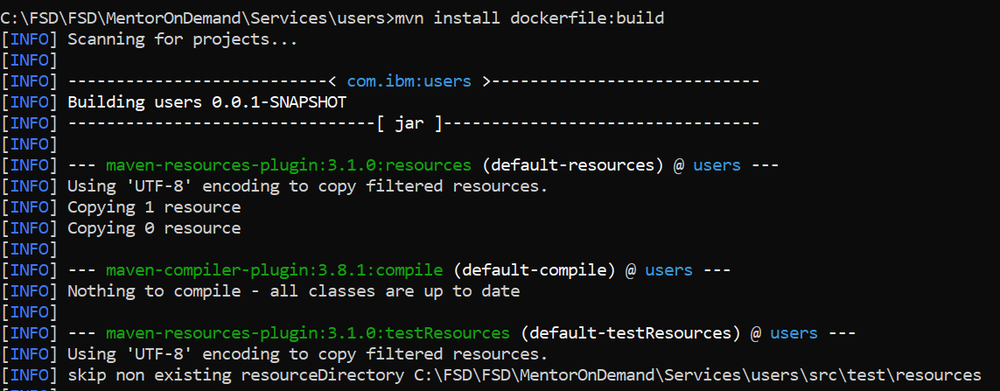 C:\FSD\FSD\MentorOnDemand\Services\users>mvn install dockerfile:build
[INFO] Scanning for projects...
[INFO]
[INFO] ---------------------------< com.ibm:users >----------------------------
[INFO] Building users 0.0.1-SNAPSHOT
[INFO] --------------------------------[ jar ]---------------------------------
[INFO]
[INFO] --- maven-resources-plugin:3.1.0:resources (default-resources) @ users ---
[INFO] Using 'UTF-8' encoding to copy filtered resources.
[INFO] Copying 1 resource
[INFO] Copying 0 resource
[INFO]
[INFO] --- maven-compiler-plugin:3.8.1:compile (default-compile) @ users ---
[INFO] Nothing to compile - all classes are up to date
[INFO]
[INFO] --- maven-resources-plugin:3.1.0:testResources (default-testResources) @ users ---
[INFO] Using 'UTF-8' encoding to copy filtered resources.
[INFO] skip non existing resourceDirectory C:\FSD\FSD\MentorOnDemand\Services\users\src\test\resources